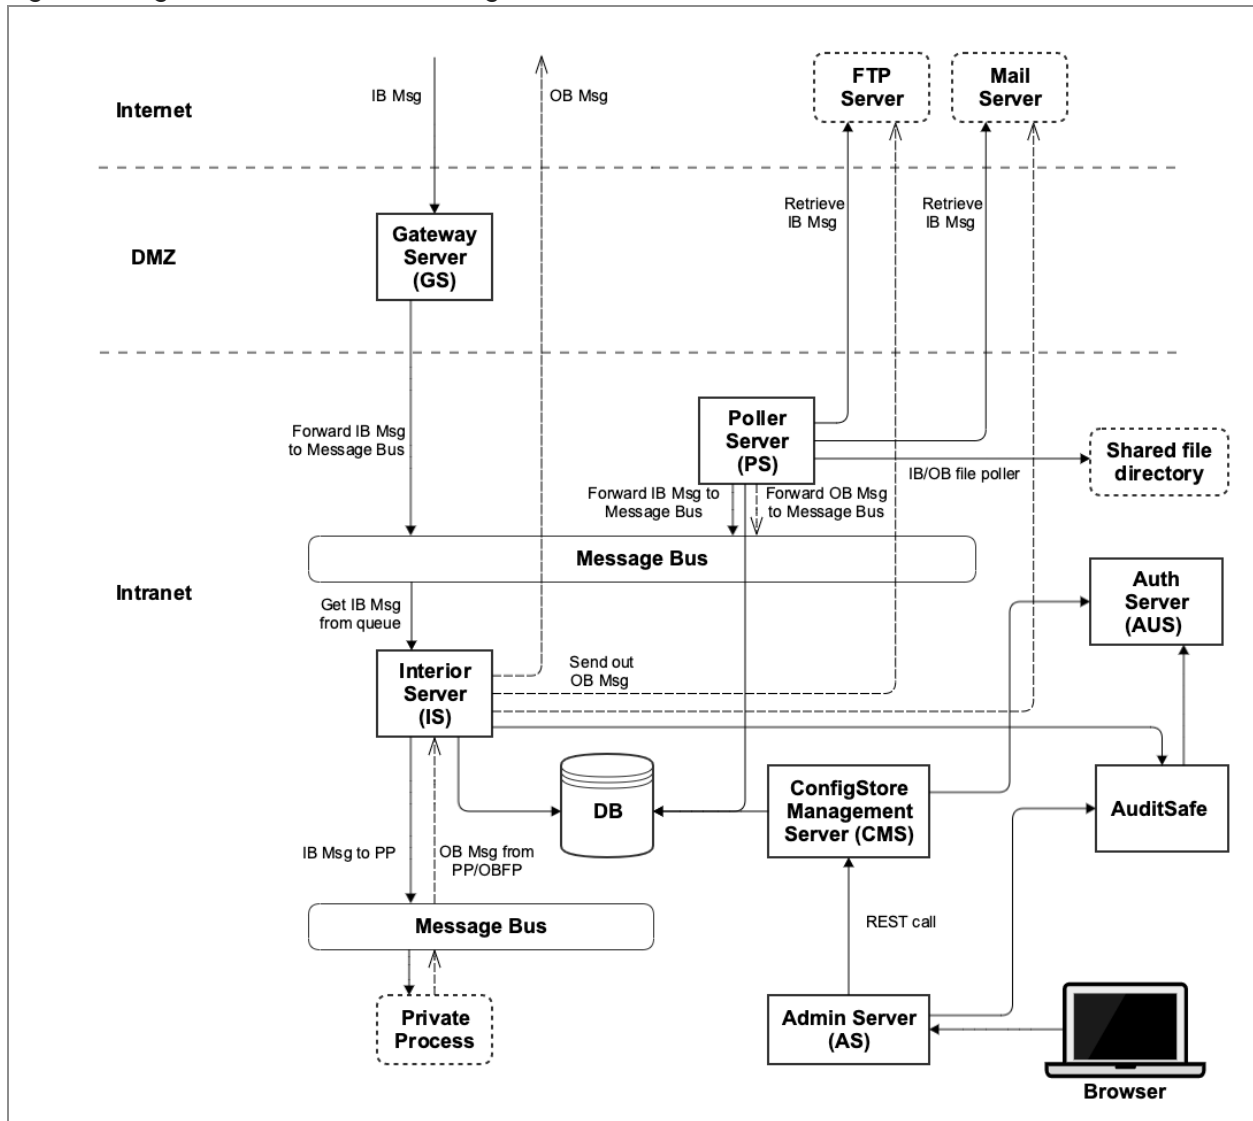 IB Msg
OB Msg
FTP
Server
Mail
Server
Internet
Retrieve
IB Msg
Retrieve
IB Msg
Gateway
Server
(GS)
DMZ
Poller
Server
(PS)
Forward IB Msg
to Message Bus
Shared file
directory
IB/OB file poller
Forward IB Msg to
Message Bus
Forward OB Msg
to Message Bus
Message Bus
Intranet
Auth
Server
(AUS)
Get IB Msg
from queue
Interior
Server
(IS)
Send out
OB Msg
DB
ConfigStore
Management
Server (CMS)
AuditSafe
IB Msg to PP
OB Msg from
PP/OBFP
Message Bus
REST call
Private
Process
Admin Server
(AS)
Browser